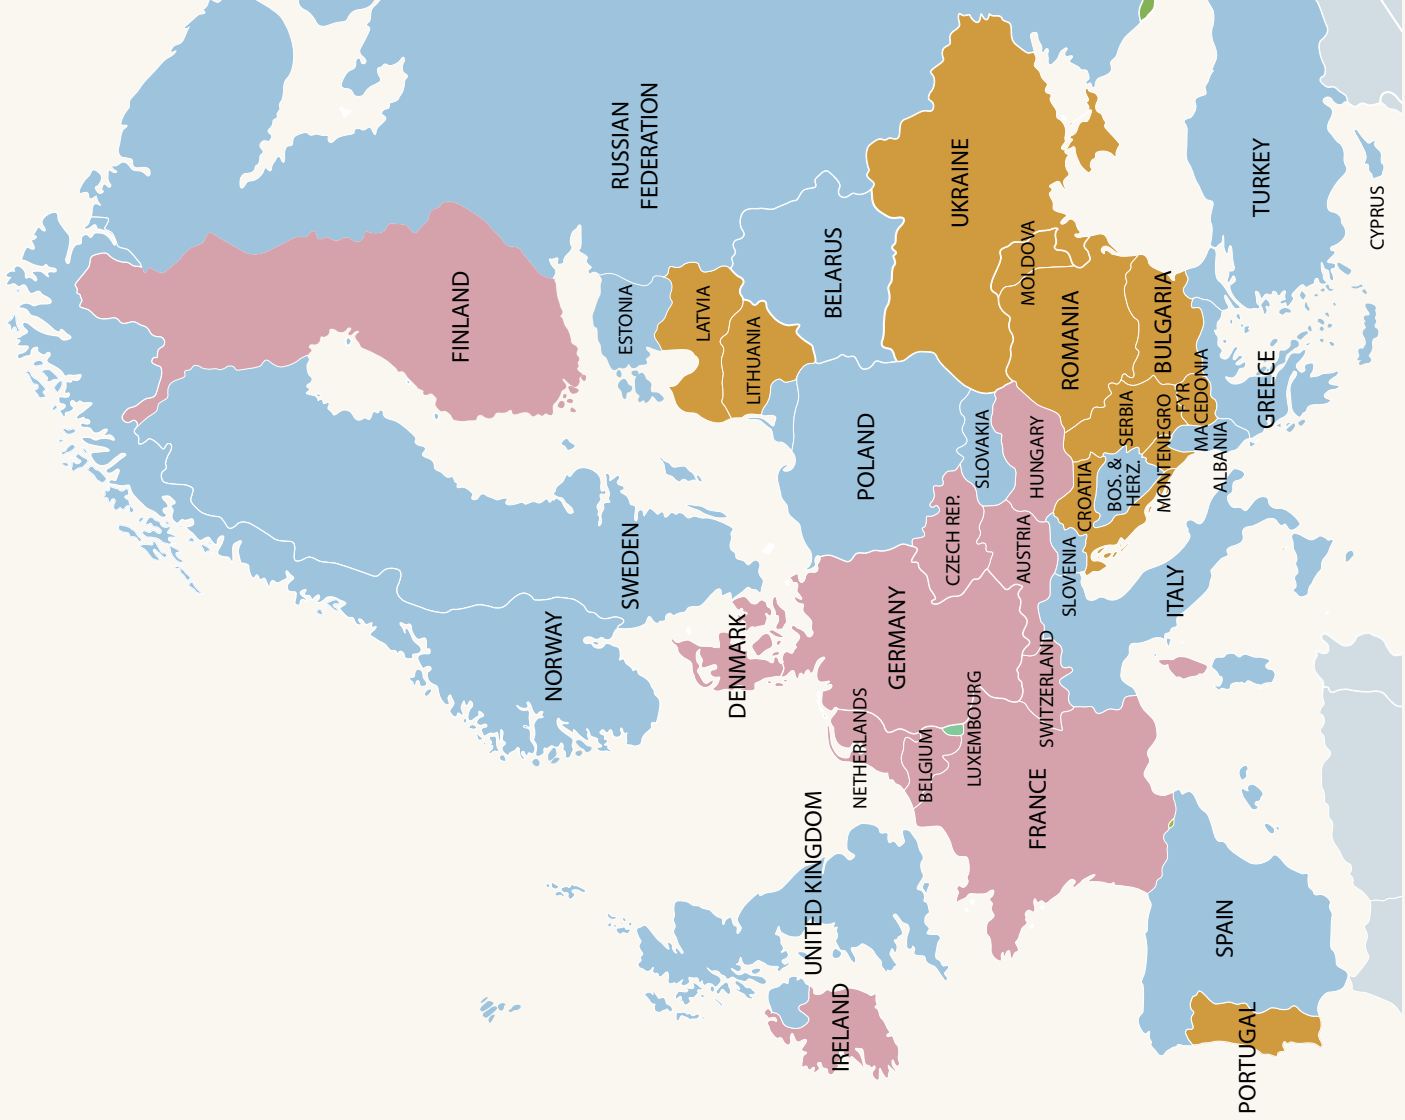 NORWAY
SWEDEN
FINLAND
RUSSIAN
FEDERATION
ESTONIA
LATVIA
LITHUANIA
DENMARK
UNITED KINGDOM
IRELAND
NETHERLANDS
BELGIUM
LUXEMBOURG
GERMANY
POLAND
BELARUS
UKRAINE
CZECH REP.
SLOVAKIA
FRANCE
SWITZERLAND
AUSTRIA
HUNGARY
MOLDOVA
ROMANIA
SLOVENIA
CROATIA
BOS. &
HERZ.
SERBIA
MONTENEGRO
BULGARIA
FYR
MACEDONIA
ALBANIA
ITALY
PORTUGAL
SPAIN
GREECE
TURKEY
CYPRUS